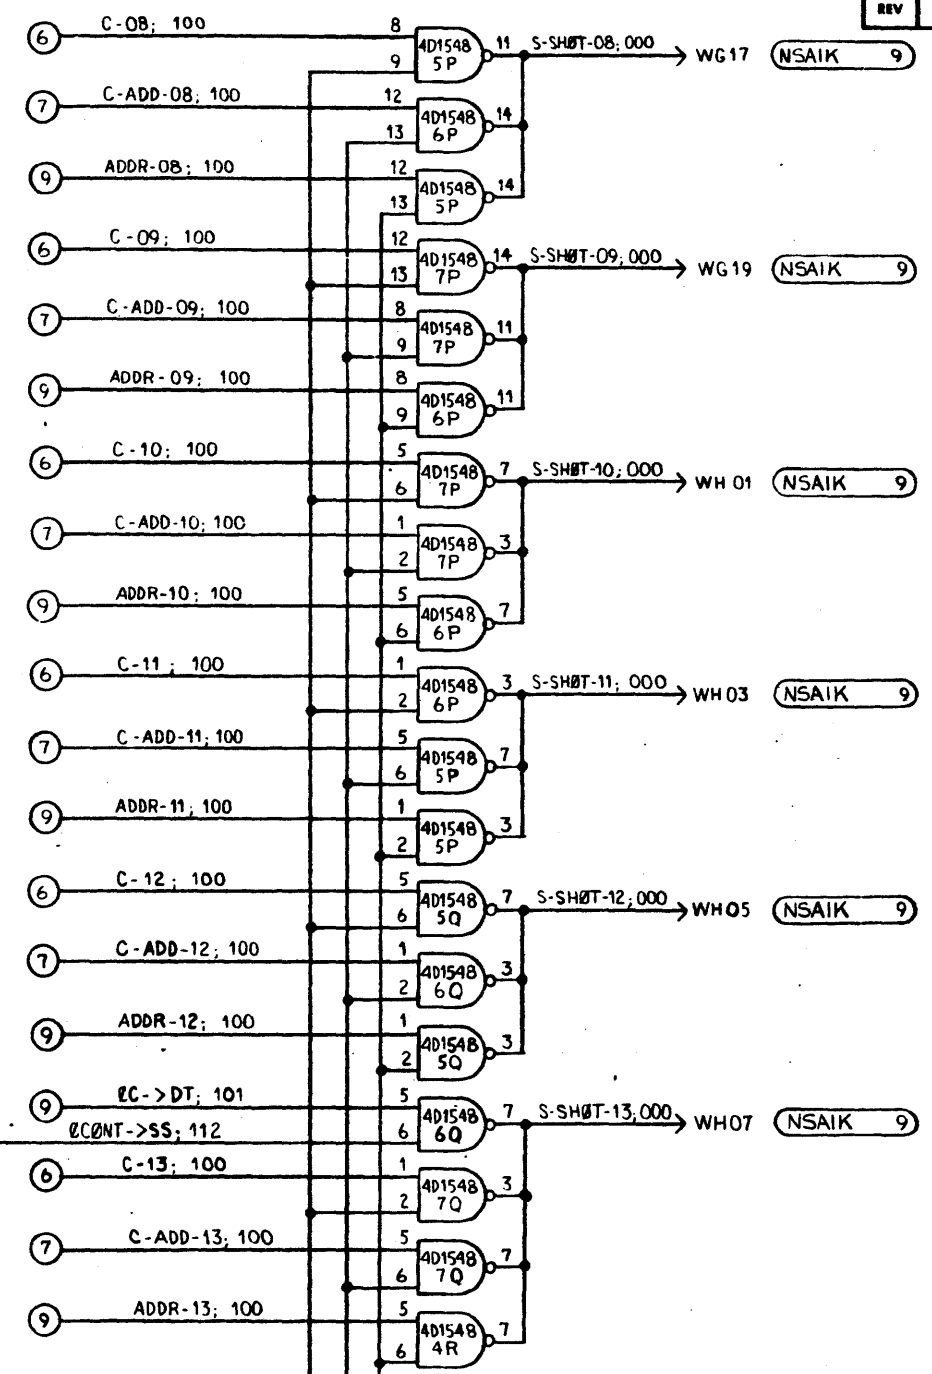 REV
6 C-08; 100 8 9 4D1548 5P 11 S-SHØT-08; 000 WG17 NSAIK 9
7 C-ADD-08; 100 12 13 4D1548 6P 14
9 ADDR-08; 100 12 13 4D1548 5P 14
6 C-09; 100 12 13 4D1548 7P 14 S-SHØT-09; 000 WG19 NSAIK 9
7 C-ADD-09; 100 8 9 4D1548 7P 11
9 ADDR-09; 100 8 9 4D1548 6P 11
6 C-10; 100 5 6 4D1548 7P 7 S-SHØT-10; 000 WH01 NSAIK 9
7 C-ADD-10; 100 1 2 4D1548 7P 3
9 ADDR-10; 100 5 6 4D1548 6P 7
6 C-11; 100 1 2 4D1548 6P 3 S-SHØT-11; 000 WH03 NSAIK 9
7 C-ADD-11; 100 5 6 4D1548 5P 7
9 ADDR-11; 100 1 2 4D1548 5P 3
6 C-12; 100 5 6 4D1548 5Q 7 S-SHØT-12; 000 WH05 NSAIK 9
7 C-ADD-12; 100 1 2 4D1548 6Q 3
9 ADDR-12; 100 1 2 4D1548 5Q 3
9 ȻC->DT; 101 5 4D1548 6Q 7 S-SHØT-13; 000 WH07 NSAIK 9
ȻCØNT->SS; 112 6
6 C-13; 100 1 2 4D1548 7Q 3
7 C-ADD-13; 100 5 6 4D1548 7Q 7
9 ADDR-13; 100 5 6 4D1548 4R 7